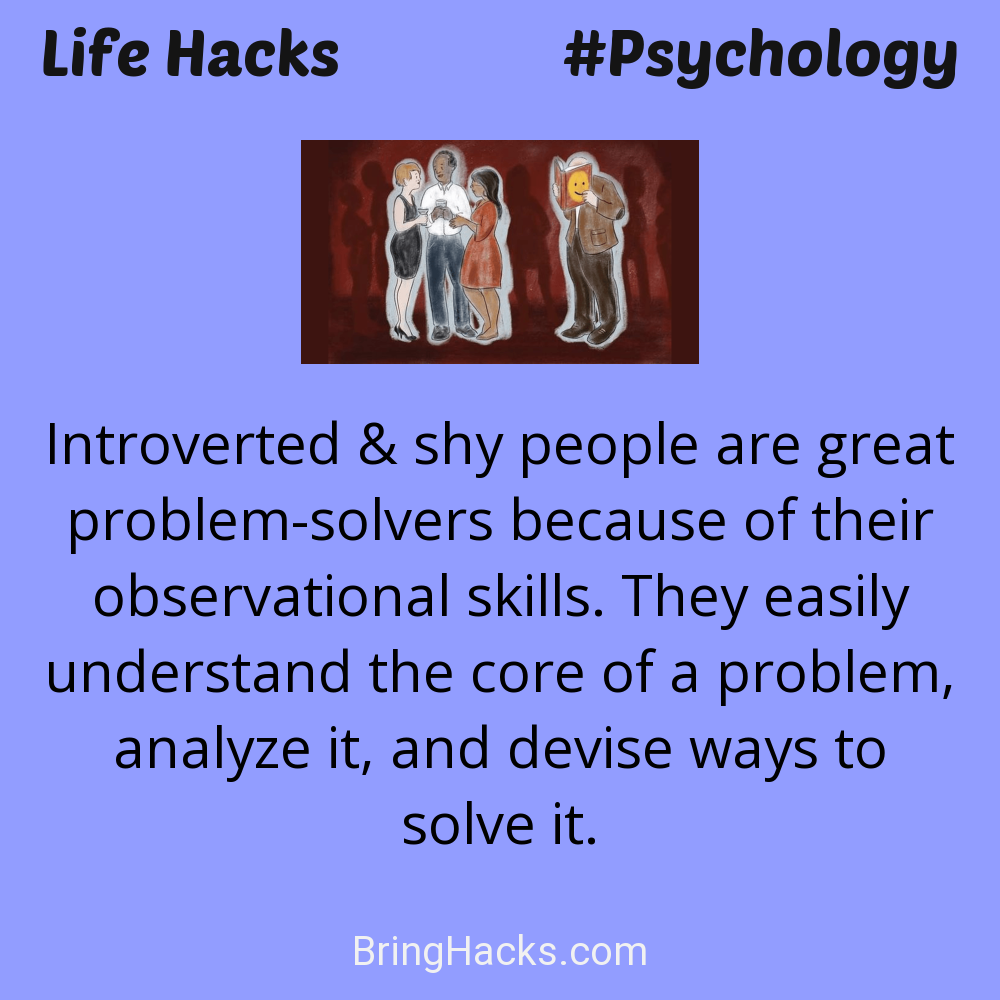 Life Hacks #Psychology
Introverted & shy people are great
problem-solvers because of their
observational skills. They easily
understand the core of a problem,
analyze it, and devise ways to
solve it.
BringHacks.com